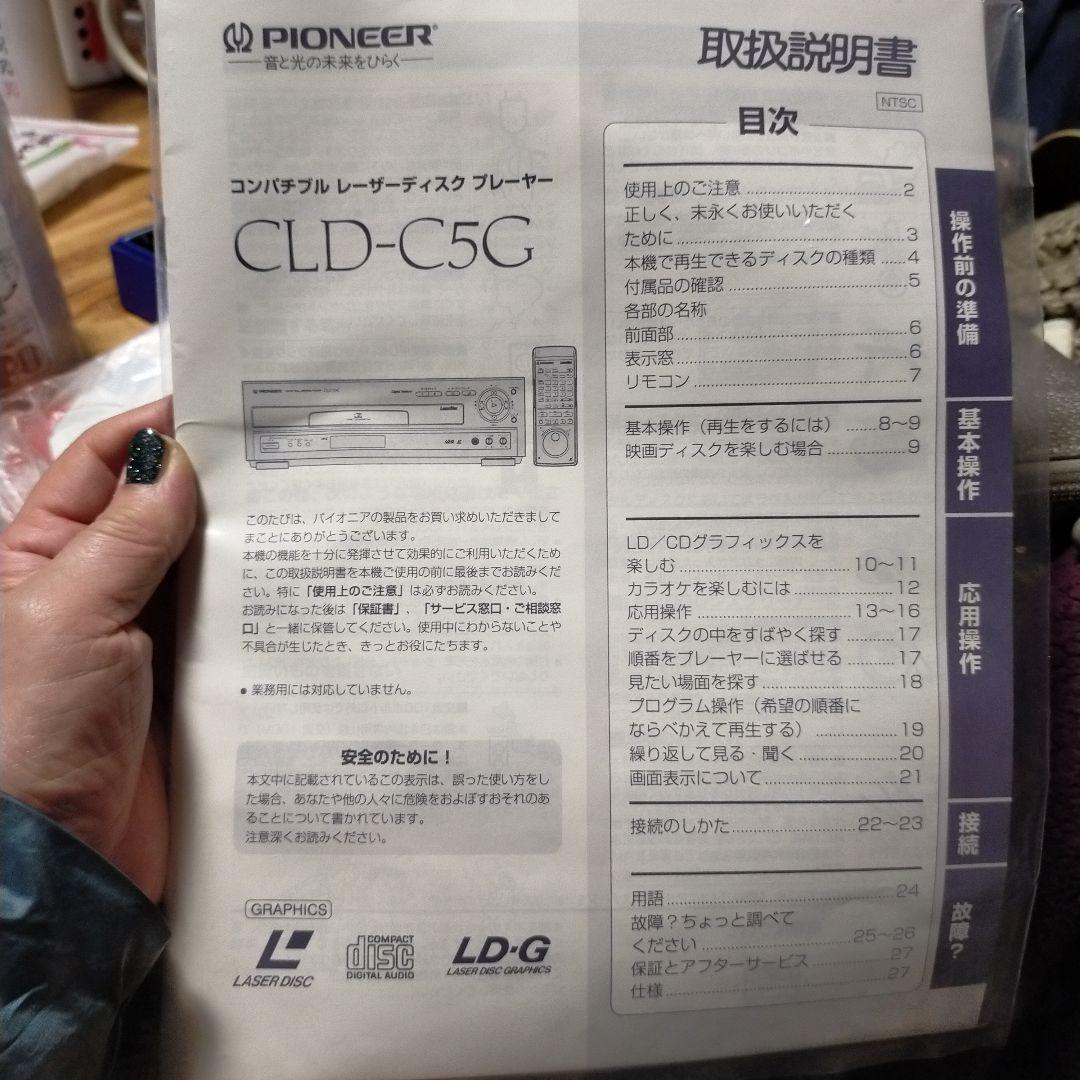 PIONEER
音と光の未来をひらく
取扱説明書
NTSC
コンパチブル レーザーディスク プレーヤー
CLD-C5G
PIONEER
このたびは、パイオニアの製品をお買い求めいただきまして
まことにありがとうございます。
本機の機能を十分に発揮させて効果的にご利用いただくため
に、この取扱説明書を本機ご使用の前に最後までお読みくだ
さい。特に「使用上のご注意」は必ずお読みください。
お読みになった後は「保証書」、「サービス窓口・ご相談窓
口」と一緒に保管してください。使用中にわからないことや
不具合が生じたとき、きっとお役にたちます。
● 業務用には対応していません。
安全のために！
本文中に記載されているこの表示は、誤った使い方をし
た場合、あなたや他の人々に危険をおよぼすおそれのあ
ることについて書かれています。
注意深くお読みください。
GRAPHICS
LASER DISC
COMPACT
disc
DIGITAL AUDIO
LD-G
LASER DISC GRAPHICS
目次
使用上のご注意 ........................ 2
正しく、末永くお使いいただく
ために ........................ 3
本機で再生できるディスクの種類 ...... 4
付属品の確認 ........................ 5
各部の名称
前面部 ........................ 6
表示窓 ........................ 6
リモコン ........................ 7
基本操作（再生をするには） ....... 8〜9
映画ディスクを楽しむ場合 ............... 9
LD／CDグラフィックスを
楽しむ ........................ 10〜11
カラオケを楽しむには ............... 12
応用操作 ........................ 13〜16
ディスクの中をすばやく探す ......... 17
順番をプレーヤーに選ばせる ......... 17
見たい場面を探す ..................... 18
プログラム操作（希望の順番に
ならべかえて再生する） ............... 19
繰り返して見る・聞く ............... 20
画面表示について ..................... 21
接続のしかた ..................... 22〜23
用語 ........................ 24
故障？ちょっと調べて
ください ........................ 25〜26
保証とアフターサービス ............... 27
仕様 ........................ 27
操作前の準備
基本操作
応用操作
接続
故障？